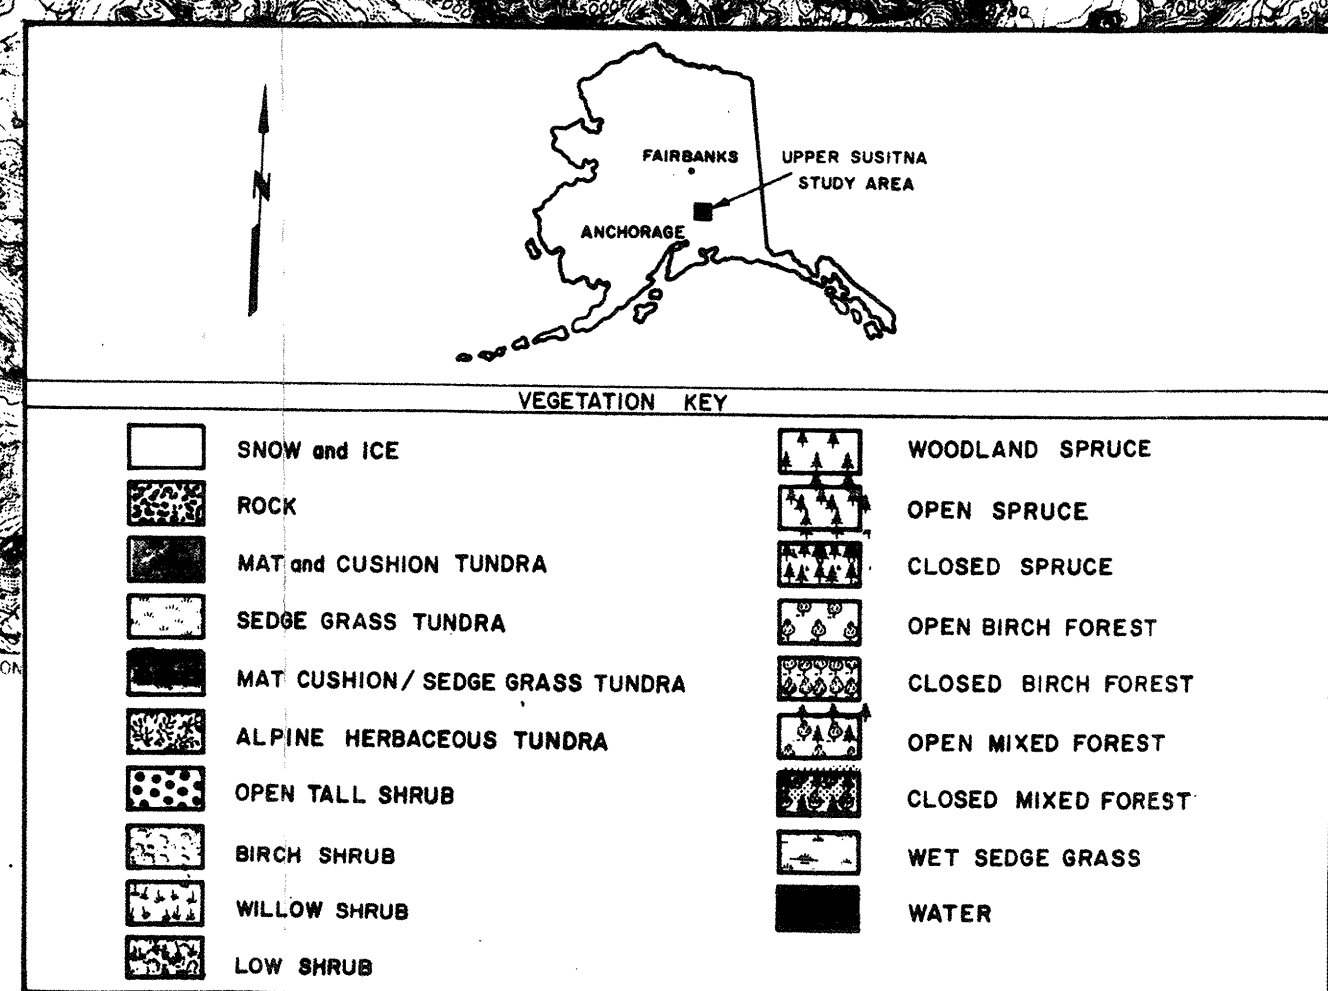 N
FAIRBANKS
UPPER SUSITNA
STUDY AREA
ANCHORAGE
VEGETATION KEY
SNOW and ICE
ROCK
MAT and CUSHION TUNDRA
SEDGE GRASS TUNDRA
MAT CUSHION/ SEDGE GRASS TUNDRA
ALPINE HERBACEOUS TUNDRA
OPEN TALL SHRUB
BIRCH SHRUB
WILLOW SHRUB
LOW SHRUB
WOODLAND SPRUCE
OPEN SPRUCE
CLOSED SPRUCE
OPEN BIRCH FOREST
CLOSED BIRCH FOREST
OPEN MIXED FOREST
CLOSED MIXED FOREST
WET SEDGE GRASS
WATER